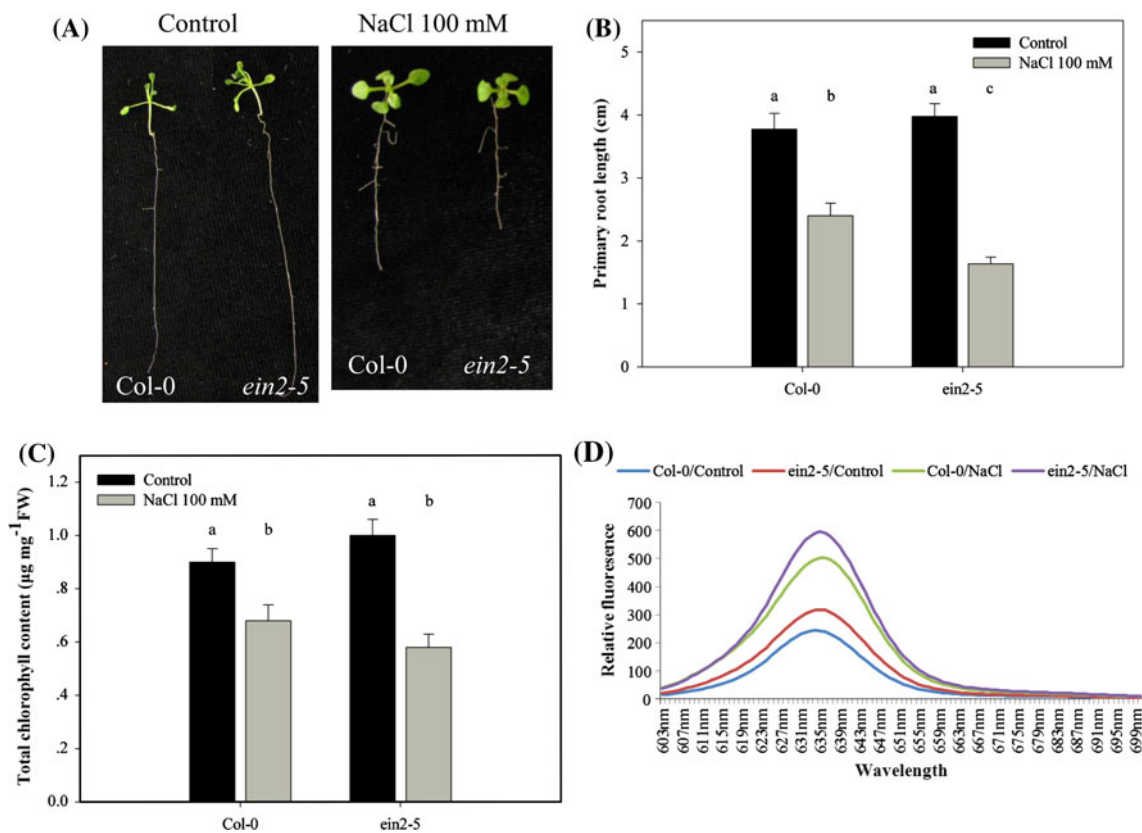 (A)
Control
NaCl 100 mM
Col-0
ein2-5
Col-0
ein2-5
(B)
Primary root length (cm)
5
4
3
2
1
0
Control
NaCl 100 mM
a
b
a
c
Col-0
ein2-5
(C)
Total chlorophyll content (µg mg⁻¹FW)
1.2
1.0
.8
.6
.4
.2
0.0
Control
NaCl 100 mM
a
b
a
b
Col-0
ein2-5
(D)
Col-0/Control
ein2-5/Control
Col-0/NaCl
ein2-5/NaCl
Relative fluoresence
700
600
500
400
300
200
100
0
603nm
607nm
611nm
615nm
619nm
623nm
627nm
631nm
635nm
639nm
643nm
647nm
651nm
655nm
659nm
663nm
667nm
671nm
675nm
679nm
683nm
687nm
691nm
695nm
699nm
Wavelength